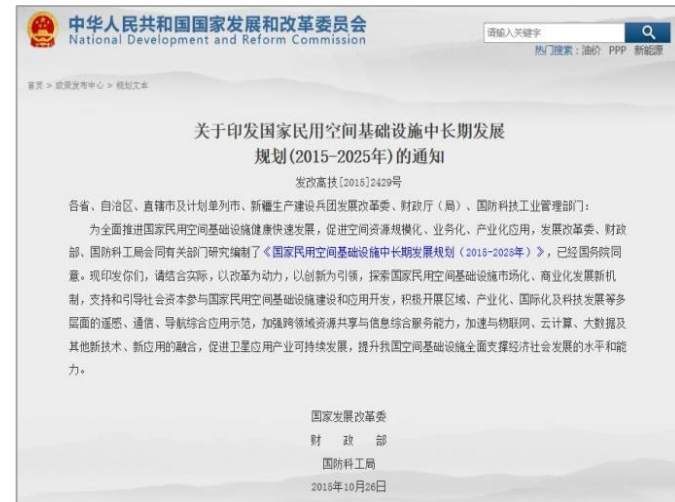 中华人民共和国国家发展和改革委员会
National Development and Reform Commission
请输入关键字
热门搜索：油价 PPP 新能源
首页 > 政策发布中心 > 规划文本
关于印发国家民用空间基础设施中长期发展
规划(2015-2025年)的通知
发改高技[2015]2429号
各省、自治区、直辖市及计划单列市、新疆生产建设兵团发展改革委、财政厅（局）、国防科技工业管理部门：
为全面推进国家民用空间基础设施健康快速发展，促进空间资源规模化、业务化、产业化应用，发展改革委、财政
部、国防科工局会同有关部门研究编制了《国家民用空间基础设施中长期发展规划（2015-2025年）》，已经国务院同
意。现印发你们，请结合实际，以改革为动力，以创新为引领，探索国家民用空间基础设施市场化、商业化发展新机
制，支持和引导社会资本参与国家民用空间基础设施建设和应用开发，积极开展区域、产业化、国际化及科技发展等多
层面的遥感、通信、导航综合应用示范，加强跨领域资源共享与信息综合服务能力，加速与物联网、云计算、大数据及
其他新技术、新应用的融合，促进卫星应用产业可持续发展，提升我国空间基础设施全面支撑经济社会发展的水平和能
力。
国家发展改革委
财 政 部
国防科工局
2015年10月26日